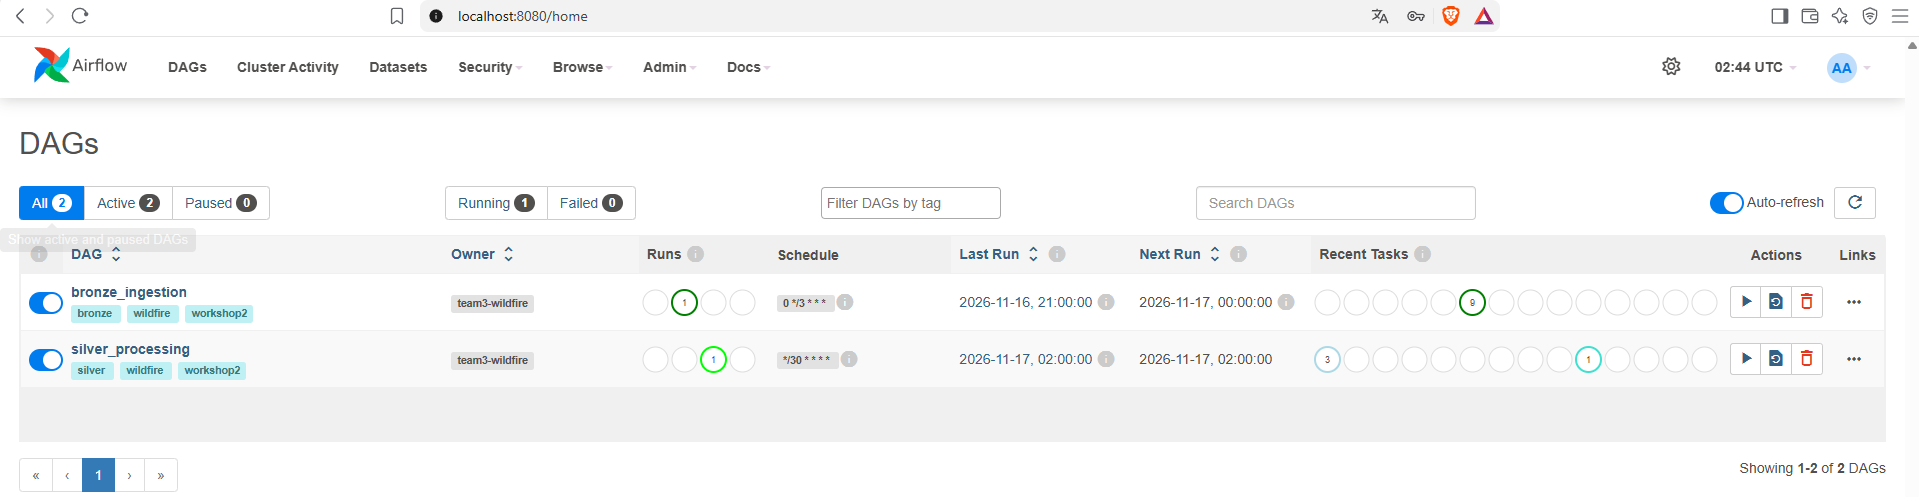 localhost:8080/home
Airflow DAGs Cluster Activity Datasets Security Browse Admin Docs 02:44 UTC AA
DAGs
All 2 Active 2 Paused 0 Running 1 Failed 0 Filter DAGs by tag Search DAGs Auto-refresh
Show active and paused DAGs
DAG Owner Runs Schedule Last Run Next Run Recent Tasks Actions Links
bronze_ingestion team3-wildfire 1 0 */3 * * * 2026-11-16, 21:00:00 2026-11-17, 00:00:00 9
bronze wildfire workshop2
silver_processing team3-wildfire 1 */30 * * * * 2026-11-17, 02:00:00 2026-11-17, 02:00:00 3 1
silver wildfire workshop2
« ‹ 1 › »
Showing 1-2 of 2 DAGs